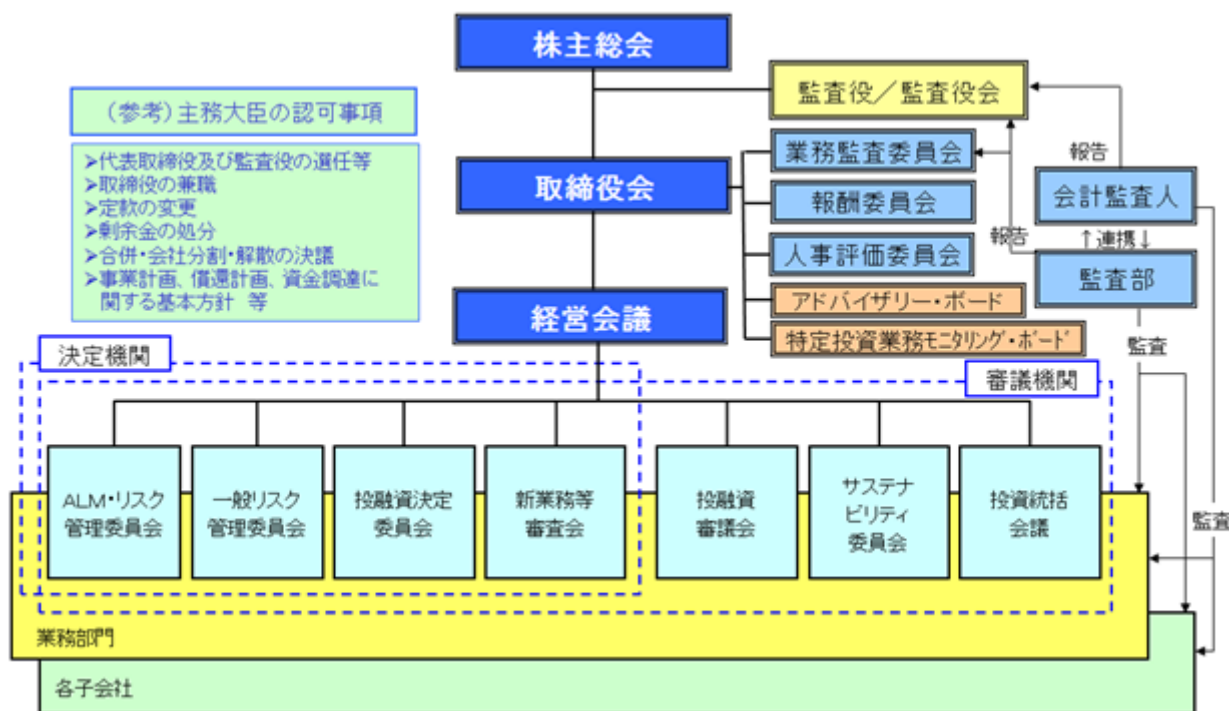 株主総会
監査役／監査役会
(参考)主務大臣の認可事項
➢代表取締役及び監査役の選任等
➢取締役の兼職
➢定款の変更
➢剰余金の処分
➢合併・会社分割・解散の決議
➢事業計画、償還計画、資金調達に
関する基本方針 等
取締役会
業務監査委員会
報酬委員会
人事評価委員会
アドバイザリー・ボード
特定投資業務ﾓﾆﾀﾘﾝｸﾞ・ﾎﾞｰﾄﾞ
報告
会計監査人
↑連携↓
報告
監査部
経営会議
監査
決定機関
審議機関
ALM・リスク
管理委員会
一般リスク
管理委員会
投融資決定
委員会
新業務等
審査会
投融資
審議会
サステナ
ビリティ
委員会
投資統括
会議
監査
業務部門
各子会社